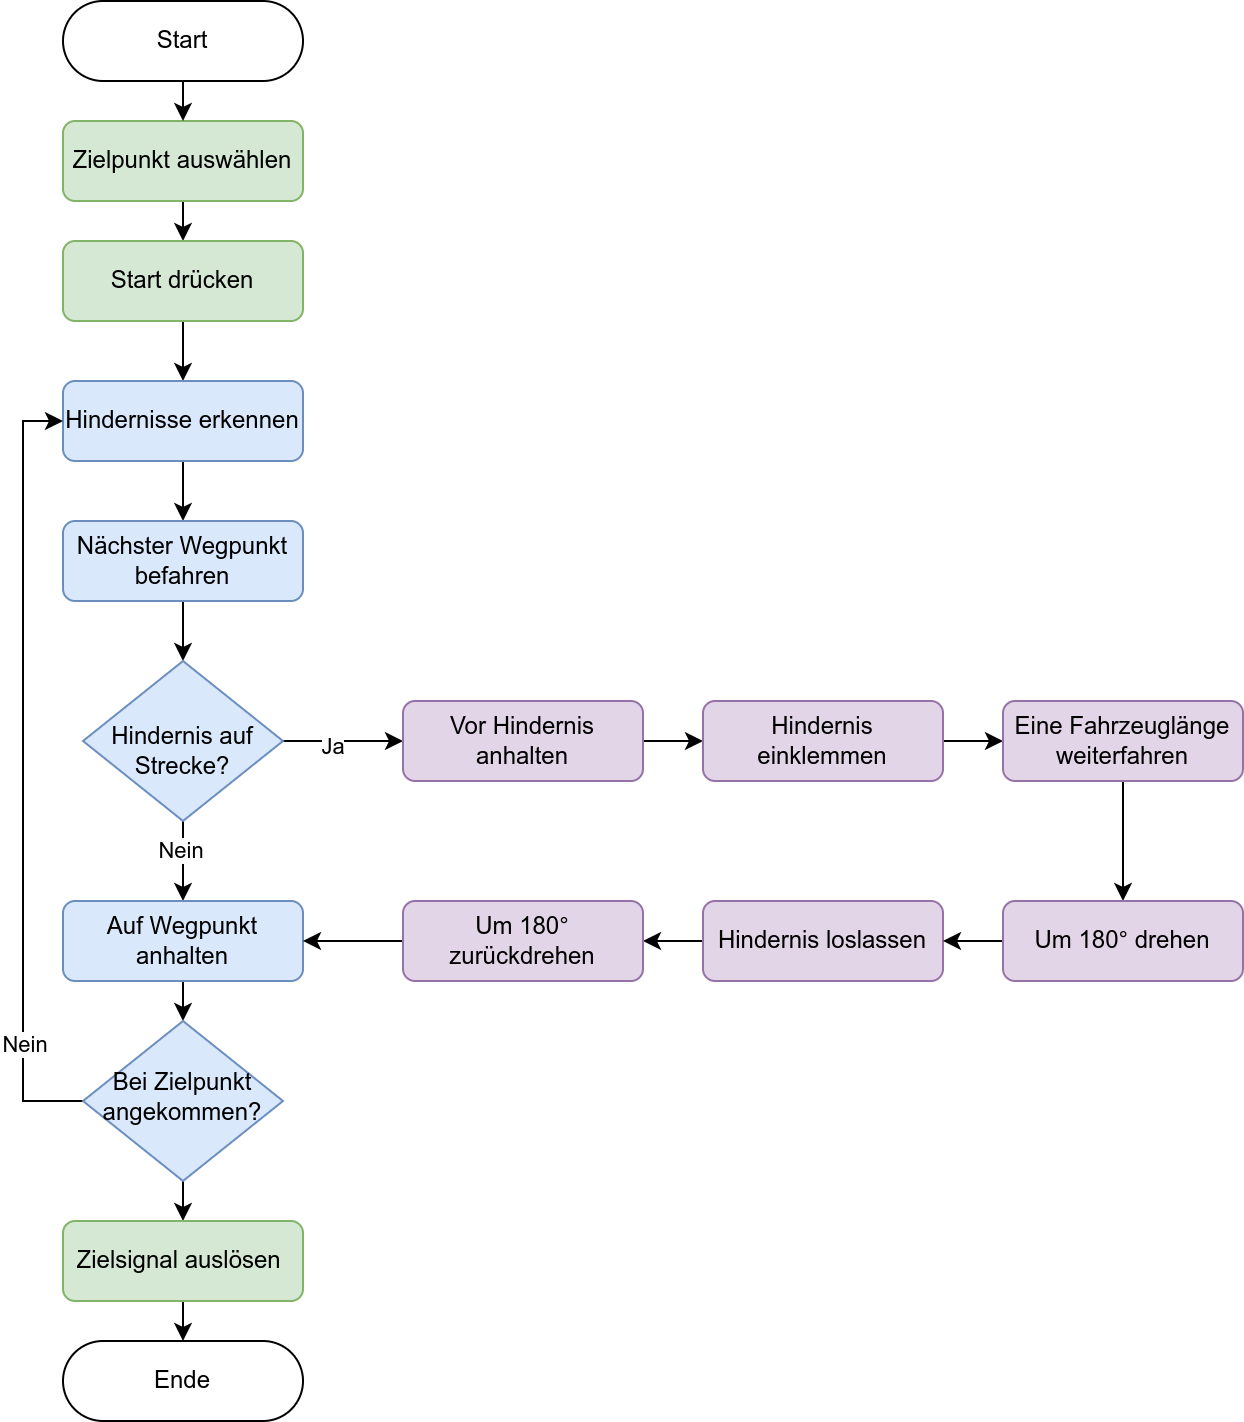 Start
Zielpunkt auswählen
Start drücken
Hindernisse erkennen
Nächster Wegpunkt
befahren
Hindernis auf
Strecke?
Ja
Vor Hindernis
anhalten
Hindernis
einklemmen
Eine Fahrzeuglänge
weiterfahren
Um 180° drehen
Hindernis loslassen
Um 180°
zurückdrehen
Nein
Auf Wegpunkt
anhalten
Bei Zielpunkt
angekommen?
Nein
Zielsignal auslösen
Ende